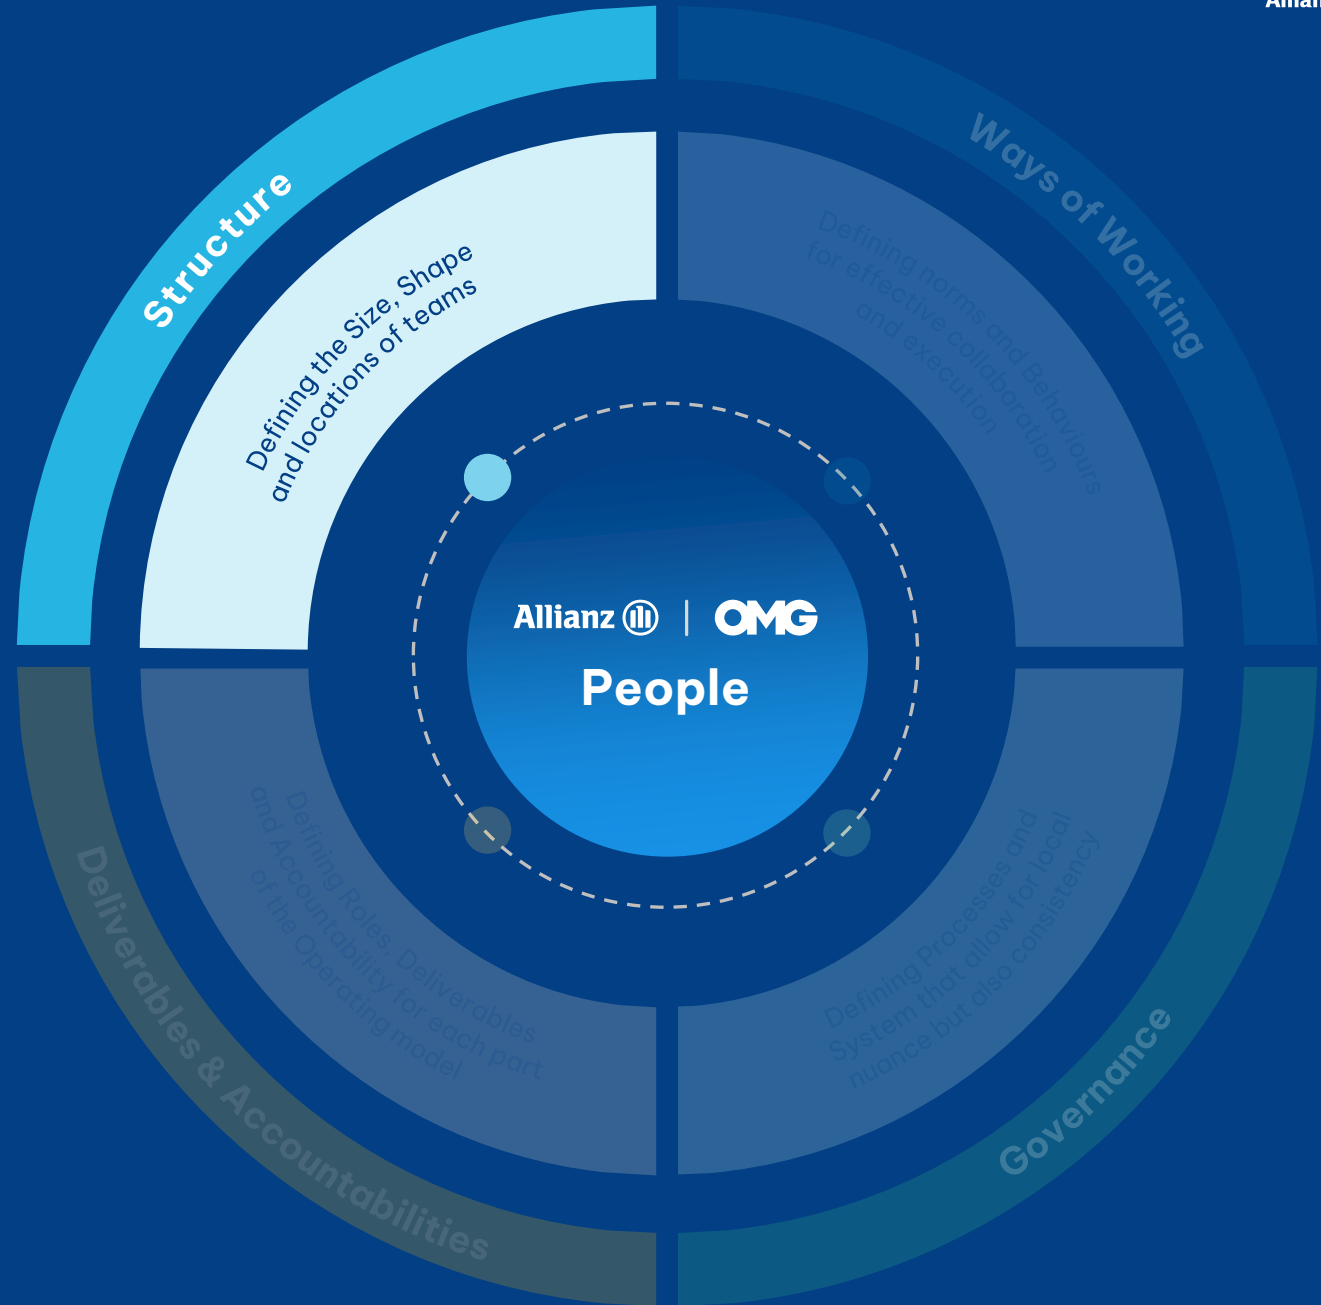 Structure
Defining the Size, Shape
and locations of teams
Ways of Working
Defining norms and Behaviours
for effective collaboration
and execution
Allianz | OMG
People
Deliverables & Accountabilities
Defining Roles, Deliverables
and Accountability for each part
of the Operating model
Governance
Defining Processes and
System that allow for local
nuance but also consistency